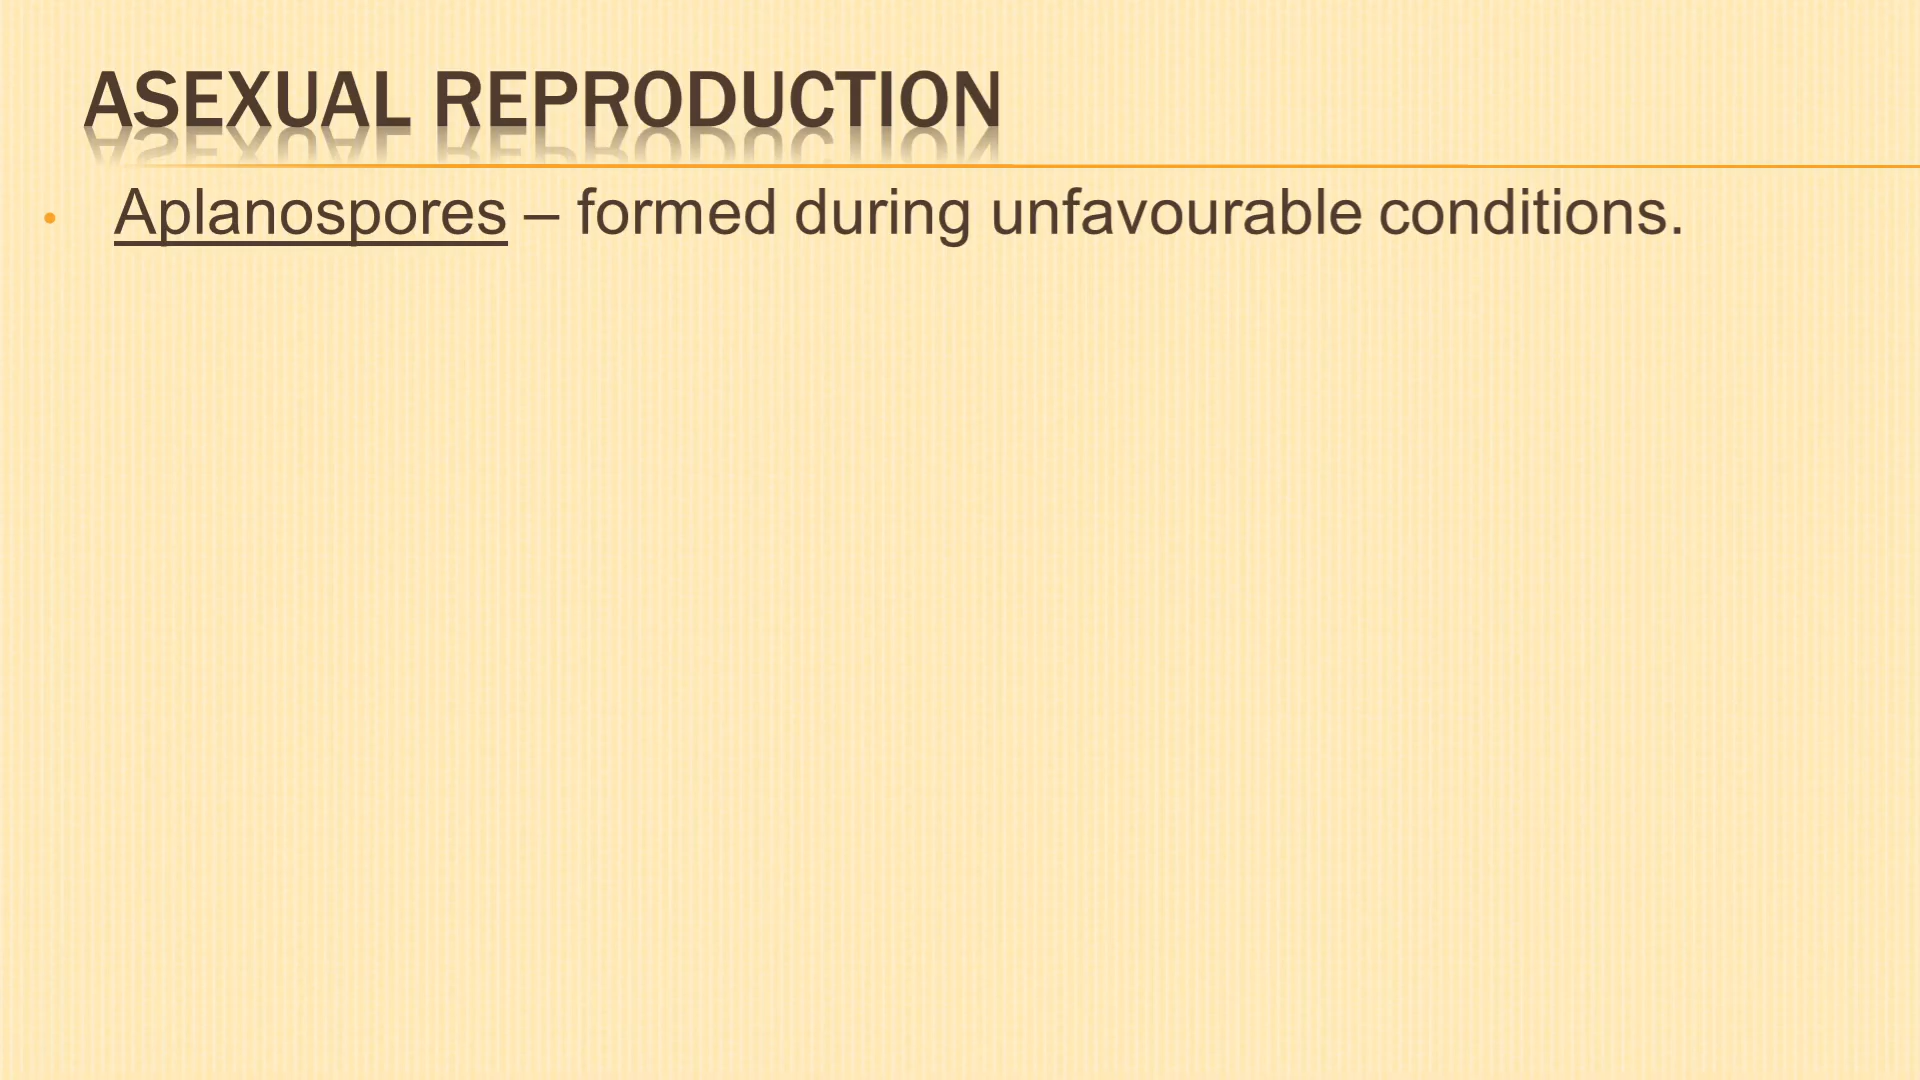 ASEXUAL REPRODUCTION
• Aplanospores – formed during unfavourable conditions.